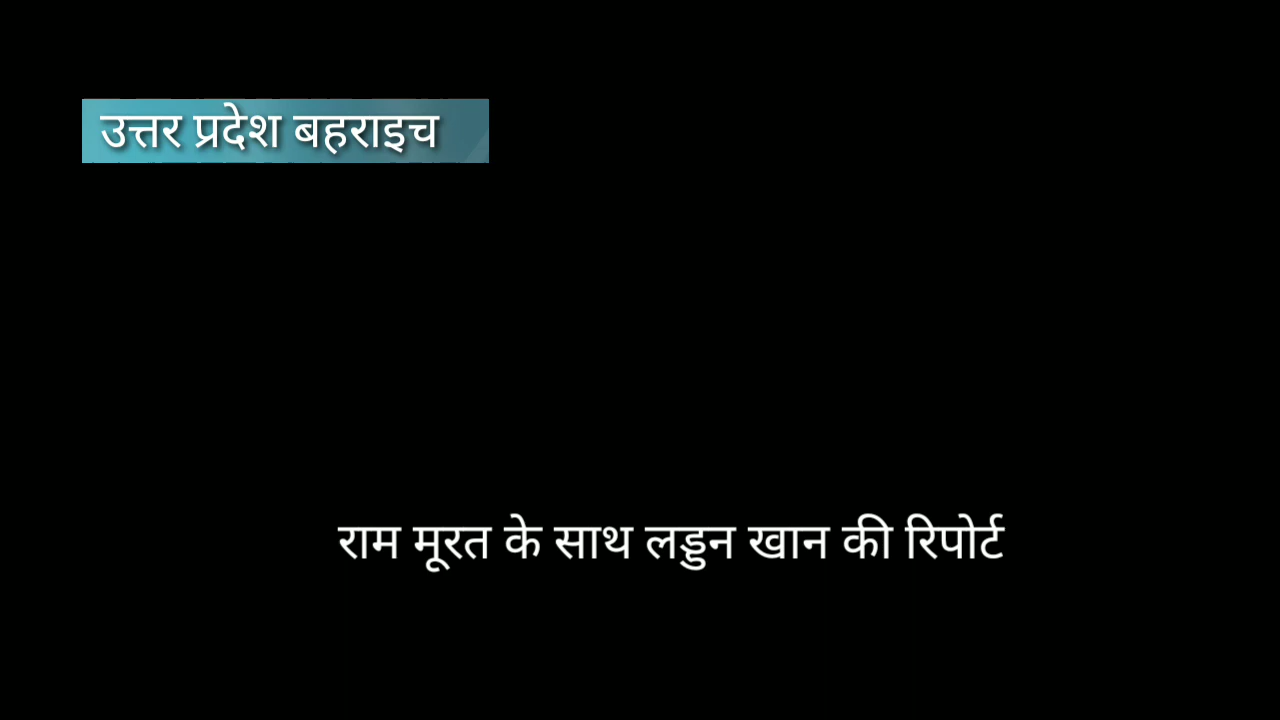 उत्तर प्रदेश बहराइच
राम मूरत के साथ लड्डन खान की रिपोर्ट